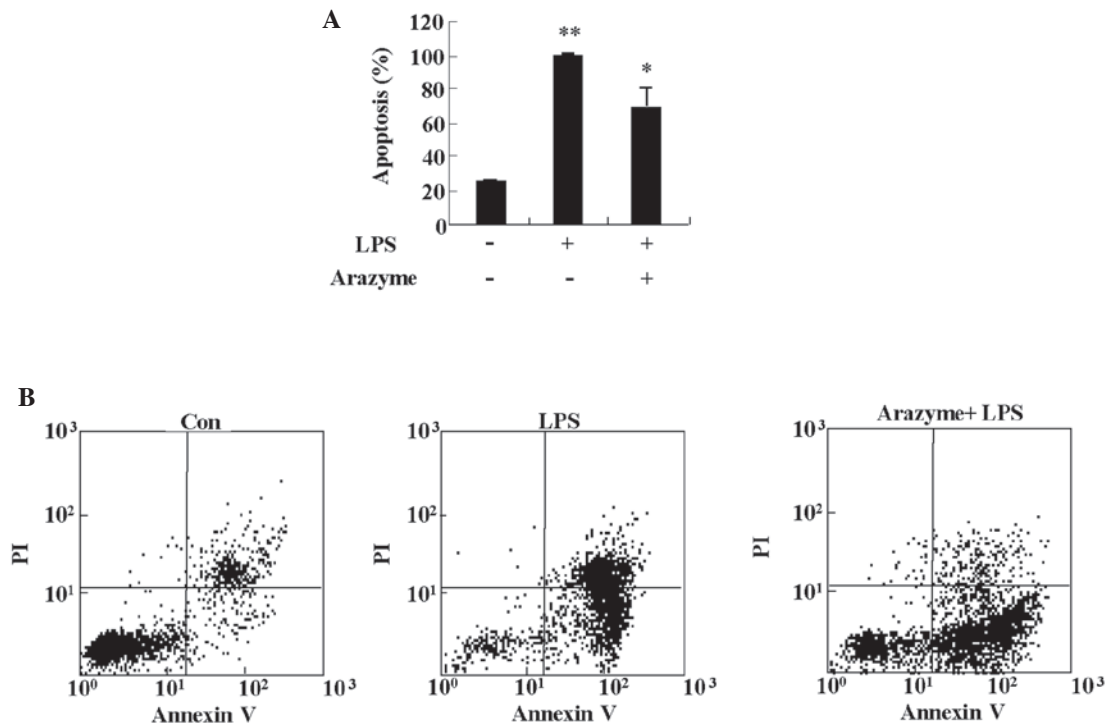 A
Apoptosis (%)
120
100
80
60
40
20
0
** 
*
LPS - + +
Arazyme - - +
B
Con
PI
10³
10²
10¹
10⁰ 10¹ 10² 10³
Annexin V
LPS
PI
10³
10²
10¹
10⁰ 10¹ 10² 10³
Annexin V
Arazyme+ LPS
PI
10³
10²
10¹
10⁰ 10¹ 10² 10³
Annexin V